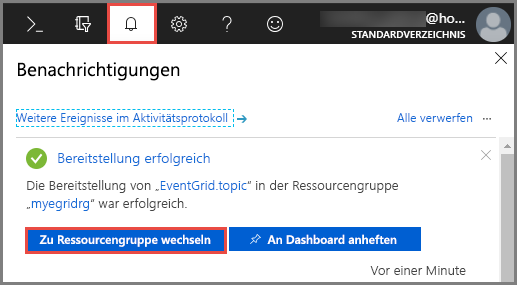 @ho...
STANDARDVERZEICHNIS
Benachrichtigungen
Weitere Ereignisse im Aktivitätsprotokoll
Alle verwerfen ...
Bereitstellung erfolgreich
Die Bereitstellung von „EventGrid.topic“ in der Ressourcengruppe
„myegridrg“ war erfolgreich.
Zu Ressourcengruppe wechseln
An Dashboard anheften
Vor einer Minute